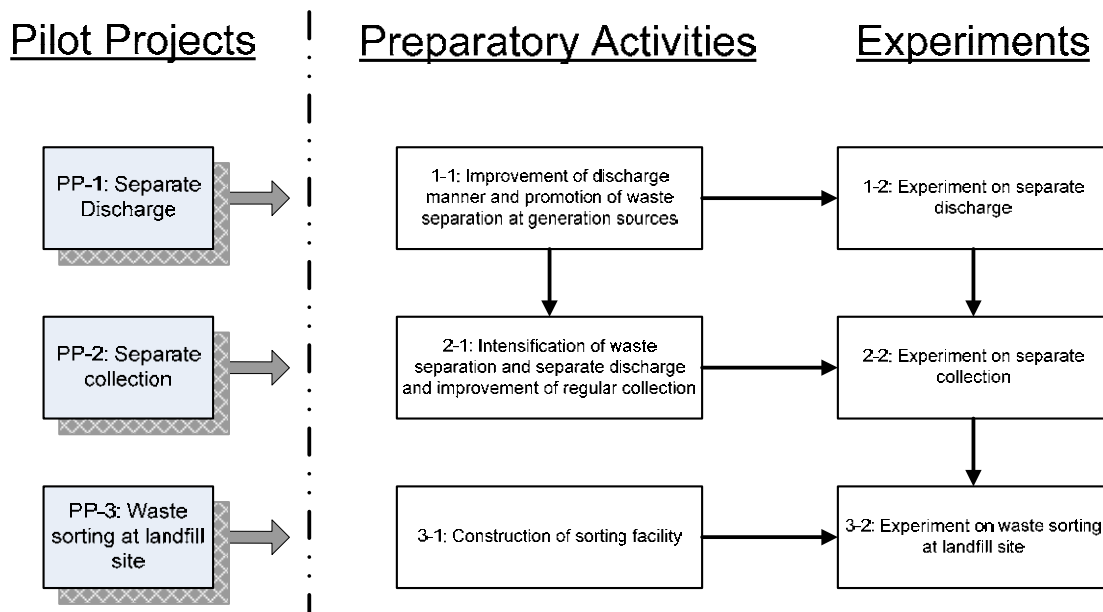 Pilot Projects
Preparatory Activities
Experiments
PP-1: Separate
Discharge
1-1: Improvement of discharge
manner and promotion of waste
separation at generation sources
1-2: Experiment on separate
discharge
PP-2: Separate
collection
2-1: Intensification of waste
separation and separate discharge
and improvement of regular collection
2-2: Experiment on separate
collection
PP-3: Waste
sorting at landfill
site
3-1: Construction of sorting facility
3-2: Experiment on waste sorting
at landfill site